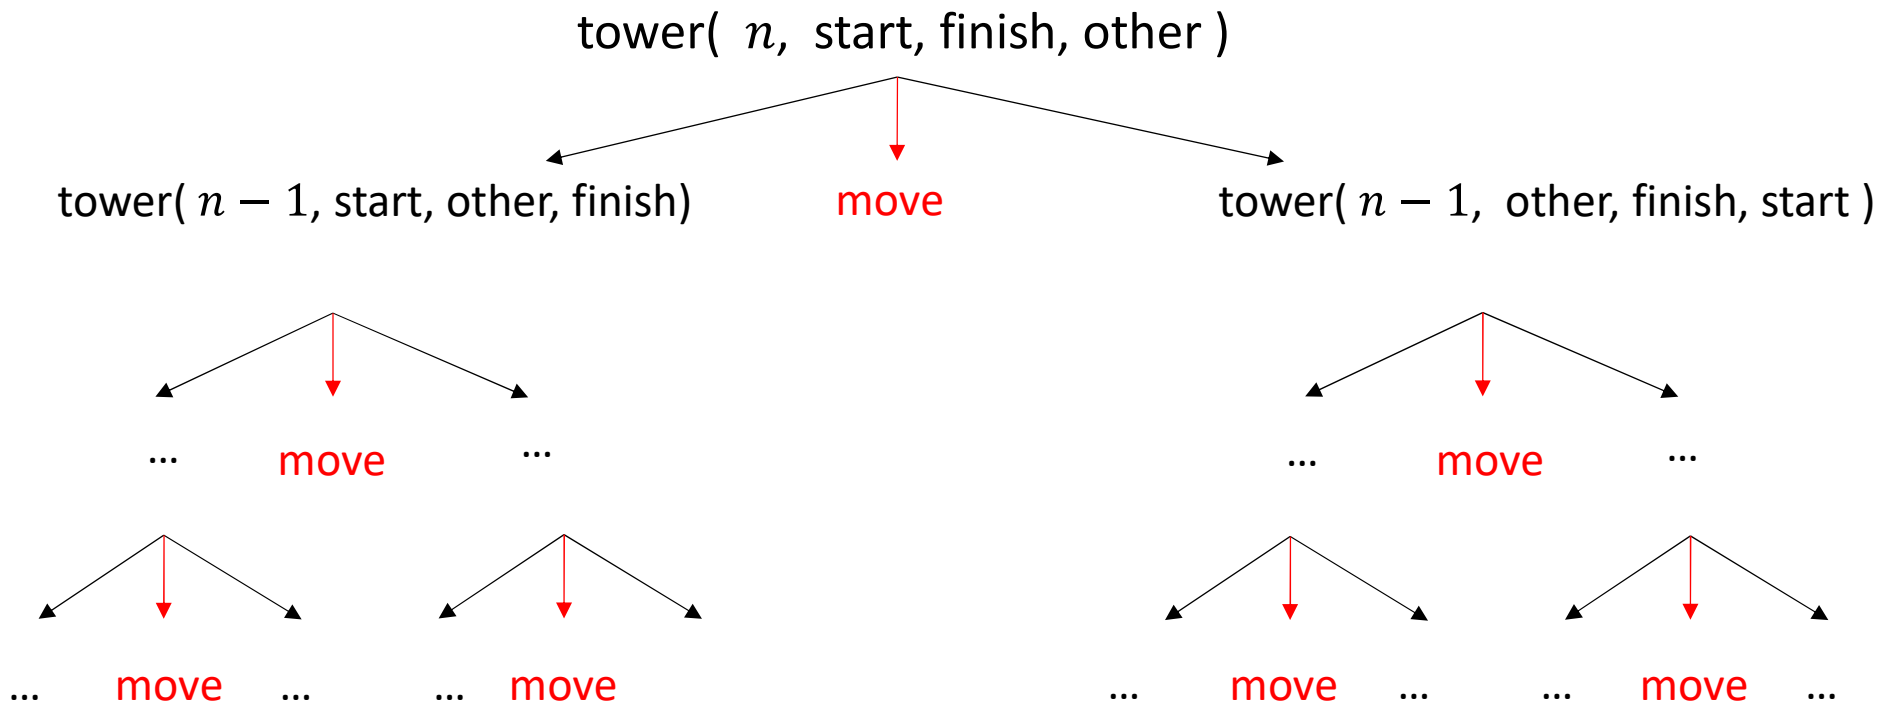 tower( n, start, finish, other )
tower( n − 1, start, other, finish) move tower( n − 1, other, finish, start )
... move ... ... move ...
... move ... ... move ... move ... ... move ...